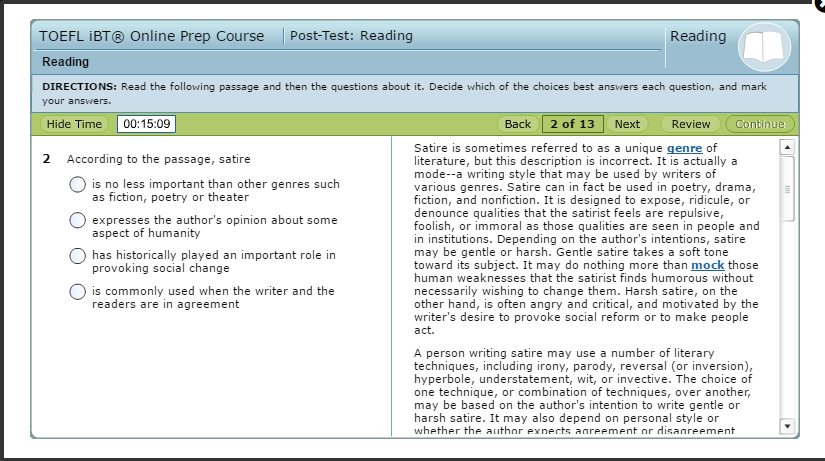 TOEFL iBT® Online Prep Course
Post-Test: Reading
Reading
Reading
DIRECTIONS: Read the following passage and then the questions about it. Decide which of the choices best answers each question, and mark
your answers.
Hide Time
00:15:09
Back
2 of 13
Next
Review
Continue
2 According to the passage, satire
is no less important than other genres such
as fiction, poetry or theater
expresses the author's opinion about some
aspect of humanity
has historically played an important role in
provoking social change
is commonly used when the writer and the
readers are in agreement
Satire is sometimes referred to as a unique genre of
literature, but this description is incorrect. It is actually a
mode--a writing style that may be used by writers of
various genres. Satire can in fact be used in poetry, drama,
fiction, and nonfiction. It is designed to expose, ridicule, or
denounce qualities that the satirist feels are repulsive,
foolish, or immoral as those qualities are seen in people and
in institutions. Depending on the author's intentions, satire
may be gentle or harsh. Gentle satire takes a soft tone
toward its subject. It may do nothing more than mock those
human weaknesses that the satirist finds humorous without
necessarily wishing to change them. Harsh satire, on the
other hand, is often angry and critical, and motivated by the
writer's desire to provoke social reform or to make people
act.
A person writing satire may use a number of literary
techniques, including irony, parody, reversal (or inversion),
hyperbole, understatement, wit, or invective. The choice of
one technique, or combination of techniques, over another,
may be based on the author's intention to write gentle or
harsh satire. It may also depend on personal style or
whether the author expects agreement or disagreement